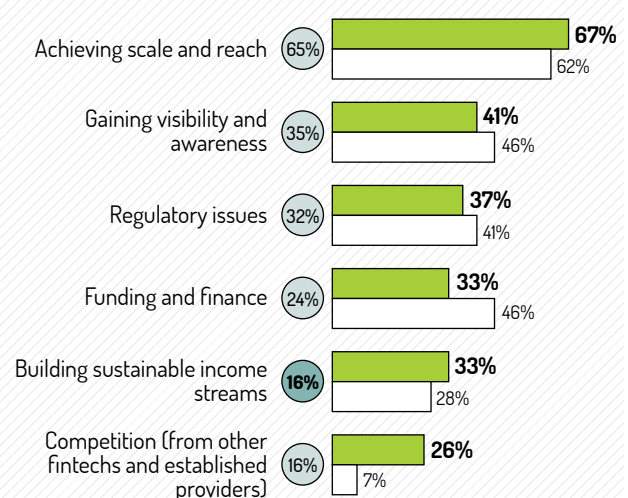 Achieving scale and reach 65% 67%
62%
Gaining visibility and
awareness 35% 41%
46%
Regulatory issues 32% 37%
41%
Funding and finance 24% 33%
46%
Building sustainable income
streams 16% 33%
28%
Competition (from other
fintechs and established
providers) 16% 26%
7%